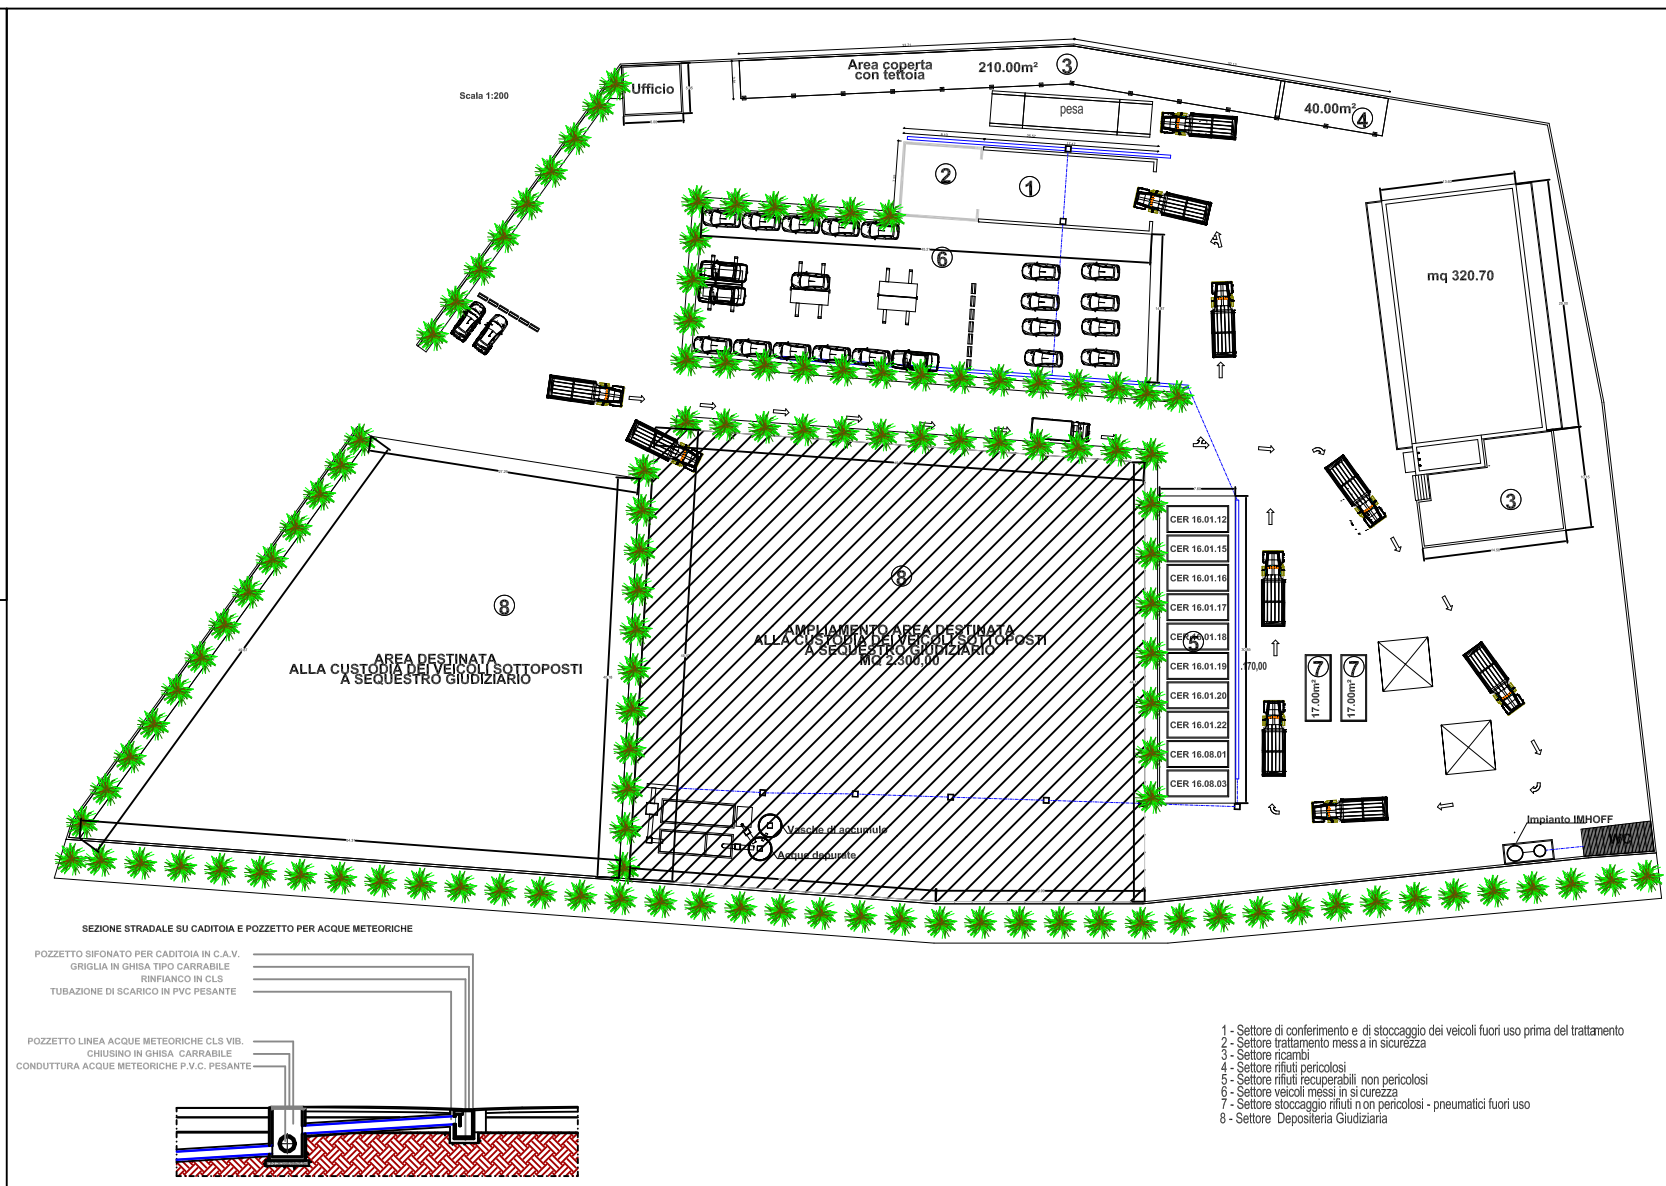 Area coperta
con tettoia
210.00m²
3
Ufficio
Scala 1:200
pesa
40.00m²
4
2
1
6
mq 320.70
3
8
AREA DESTINATA
ALLA CUSTODIA DEI VEICOLI SOTTOPOSTI
A SEQUESTRO GIUDIZIARIO
8
AMPLIAMENTO AREA DESTINATA
ALLA CUSTODIA DEI VEICOLI SOTTOPOSTI
A SEQUESTRO GIUDIZIARIO
MQ 2.300,00
CER 16.01.12
CER 16.01.15
CER 16.01.16
CER 16.01.17
CER 16.01.18
5
CER 16.01.19
170,00
CER 16.01.20
CER 16.01.22
CER 16.08.01
CER 16.08.03
7
17.00m²
7
17.00m²
Vasche di accumulo
Acque depurate
Impianto IMHOFF
WC
SEZIONE STRADALE SU CADITOIA E POZZETTO PER ACQUE METEORICHE
POZZETTO SIFONATO PER CADITOIA IN C.A.V.
GRIGLIA IN GHISA TIPO CARRABILE
RINFIANCO IN CLS
TUBAZIONE DI SCARICO IN PVC PESANTE
POZZETTO LINEA ACQUE METEORICHE CLS VIB.
CHIUSINO IN GHISA CARRABILE
CONDUTTURA ACQUE METEORICHE P.V.C. PESANTE
1 - Settore di conferimento e di stoccaggio dei veicoli fuori uso prima del trattamento
2 - Settore trattamento messa in sicurezza
3 - Settore ricambi
4 - Settore rifiuti pericolosi
5 - Settore rifiuti recuperabili non pericolosi
6 - Settore veicoli messi in sicurezza
7 - Settore stoccaggio rifiuti non pericolosi - pneumatici fuori uso
8 - Settore Depositeria Giudiziaria